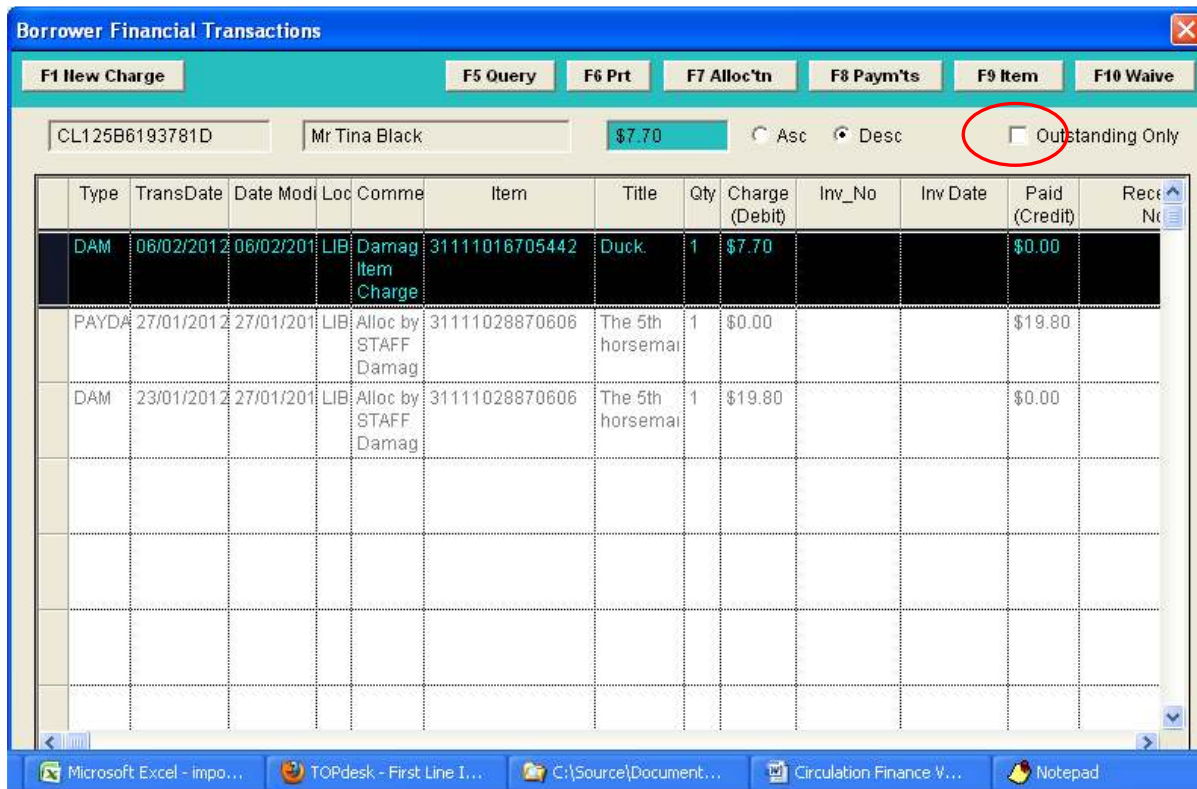 Borrower Financial Transactions
F1 New Charge F5 Query F6 Prt F7 Alloc'tn F8 Paym'ts F9 Item F10 Waive
CL125B6193781D Mr Tina Black $7.70 Asc Desc Outstanding Only
Type TransDate Date Modi Loc Comme Item Title Qty Charge Inv_No Inv Date Paid Rece
(Debit) (Credit) No
DAM 06/02/2012 06/02/201 LIB Damag 31111016705442 Duck. 1 $7.70 $0.00
Item
Charge
PAYDA 27/01/2012 27/01/201 LIB Alloc by 31111028870606 The 5th 1 $0.00 $19.80
STAFF horsemai
Damag
DAM 23/01/2012 27/01/201 LIB Alloc by 31111028870606 The 5th 1 $19.80 $0.00
STAFF horsemai
Damag
Microsoft Excel - impo... TOPdesk - First Line I... C:\Source\Document... Circulation Finance V... Notepad